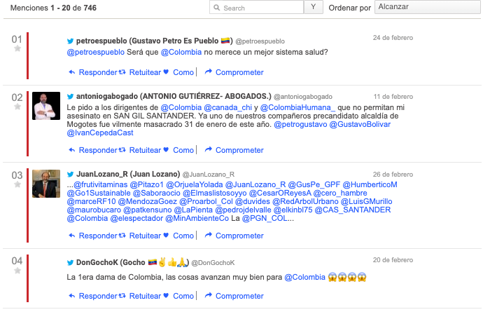 Menciones 1 - 20 de 746
Search
Y
Ordenar por
Alcanzar
01
petroespueblo (Gustavo Petro Es Pueblo 🇨🇴) @petroespueblo
24 de febrero
@petroespueblo Será que @Colombia no merece un mejor sistema salud?
Responder Retuitear Como | Comprometer
02
antoniogabogado (ANTONIO GUTIÉRREZ- ABOGADOS.) @antoniogabogado
11 de febrero
Le pido a los dirigentes de @Colombia @canada_chi y @ColombiaHumana_ que no permitan mi
asesinato en SAN GIL SANTANDER. Ya uno de nuestros compañeros precandidato alcaldía de
Mogotes fue vilmente masacrado 31 de enero de este año. @petrogustavo @GustavoBolivar
@IvanCepedaCast
Responder Retuitear Como | Comprometer
03
JuanLozano_R (Juan Lozano) @JuanLozano_R
26 de febrero
...@frutivitaminas @Pitazo1 @OrjuelaYolada @JuanLozano_R @GusPe_GPF @HumberticoM
@Go1Sustainable @Saboraocio @Elmaslistosoyyo @CesarOReyesA @cero_hambre
@marceRF10 @MendozaGoez @Proarbol_Col @duvides @RedArbolUrbano @LuisGMurillo
@maurobucaro @patkensuno @LaPienta @pedrojdelvalle @elkinbl75 @CAS_SANTANDER
@Colombia @elespectador @MinAmbienteCo La @PGN_COL...
Responder Retuitear Como | Comprometer
04
DonGochoK (Gocho 🇨🇴✌️👍🙏) @DonGochoK
20 de febrero
La 1era dama de Colombia, las cosas avanzan muy bien para @Colombia 😱😱😱😱
Responder Retuitear Como | Comprometer